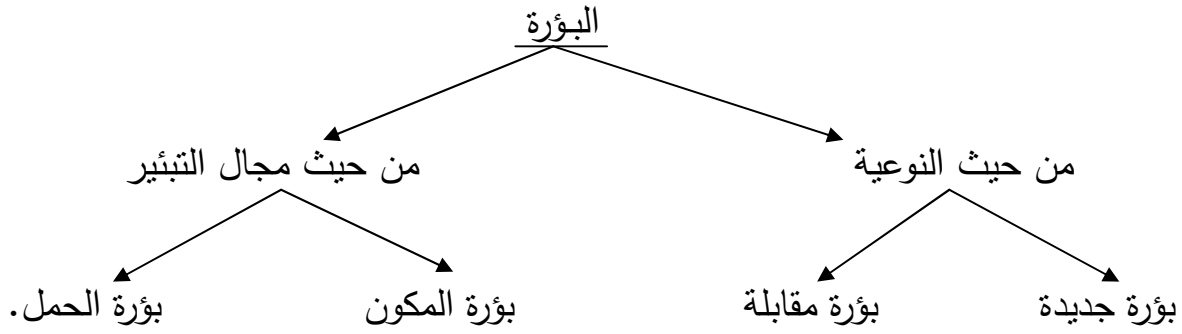 البؤرة
من حيث النوعية
من حيث مجال التبئير
بؤرة جديدة
بؤرة مقابلة
بؤرة المكون
بؤرة الحمل.